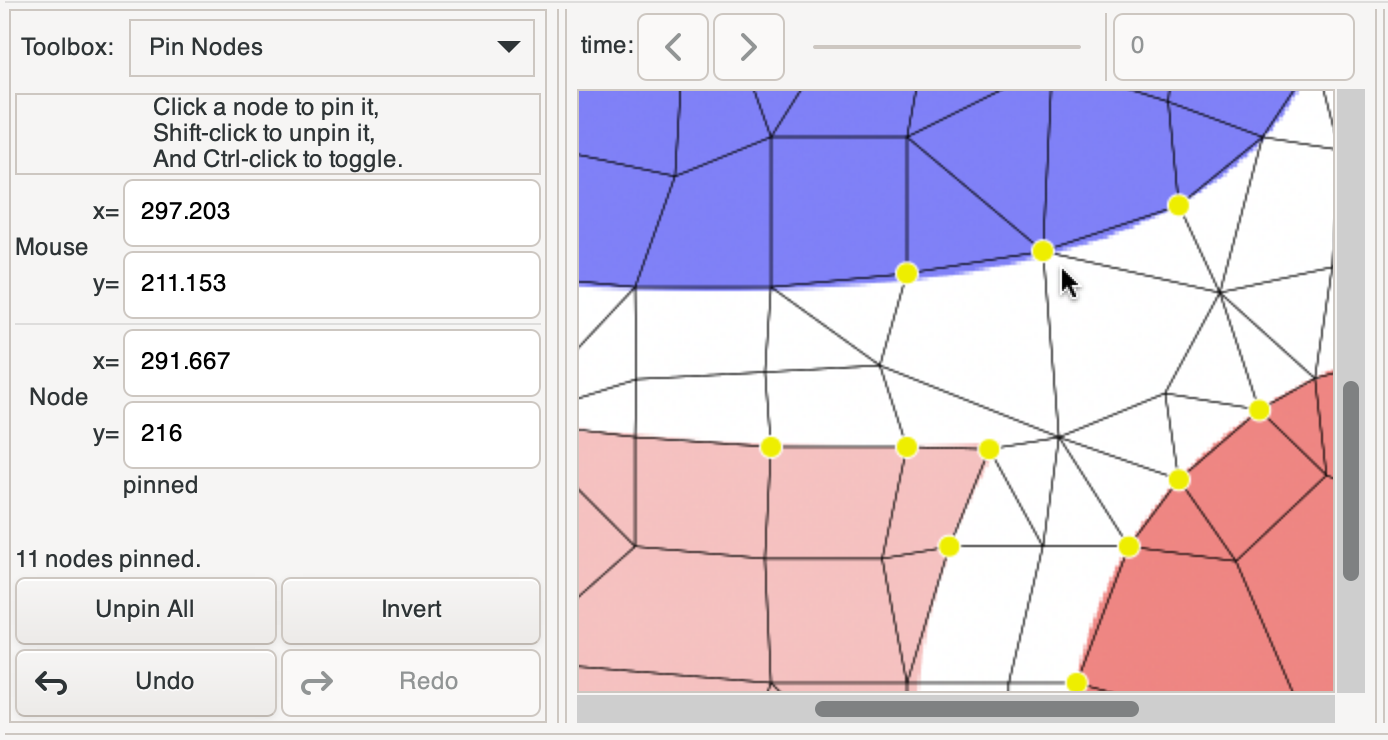 Toolbox: Pin Nodes
time: 0
Click a node to pin it,
Shift-click to unpin it,
And Ctrl-click to toggle.
Mouse
x= 297.203
y= 211.153
Node
x= 291.667
y= 216
pinned
11 nodes pinned.
Unpin All Invert
Undo Redo